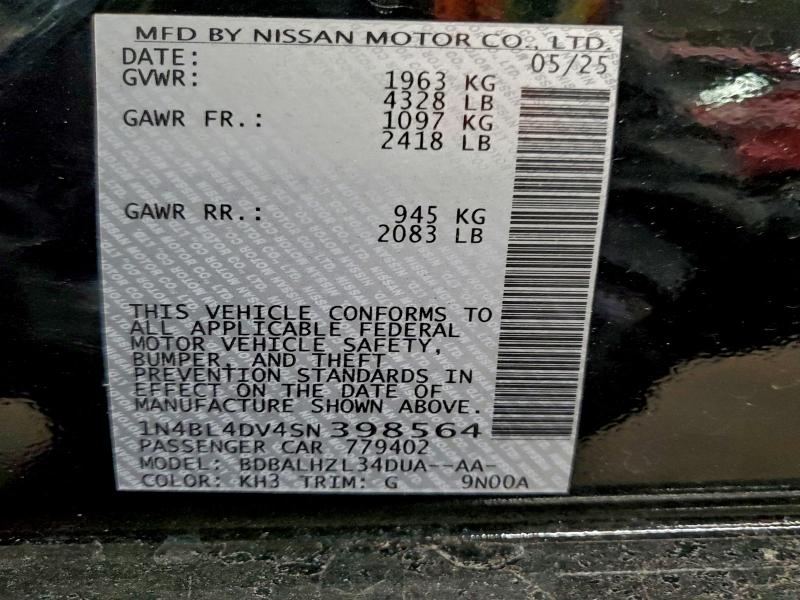 MFD BY NISSAN MOTOR CO., LTD.
DATE: 05/25
GVWR: 1963 KG
4328 LB
GAWR FR.: 1097 KG
2418 LB
GAWR RR.: 945 KG
2083 LB
THIS VEHICLE CONFORMS TO
ALL APPLICABLE FEDERAL
MOTOR VEHICLE SAFETY,
BUMPER, AND THEFT
PREVENTION STANDARDS IN
EFFECT ON THE DATE OF
MANUFACTURE SHOWN ABOVE.
1N4BL4DV4SN398564
PASSENGER CAR 779402
MODEL: BDBALHZL34DUA--AA-
COLOR: KH3 TRIM: G 9N00A